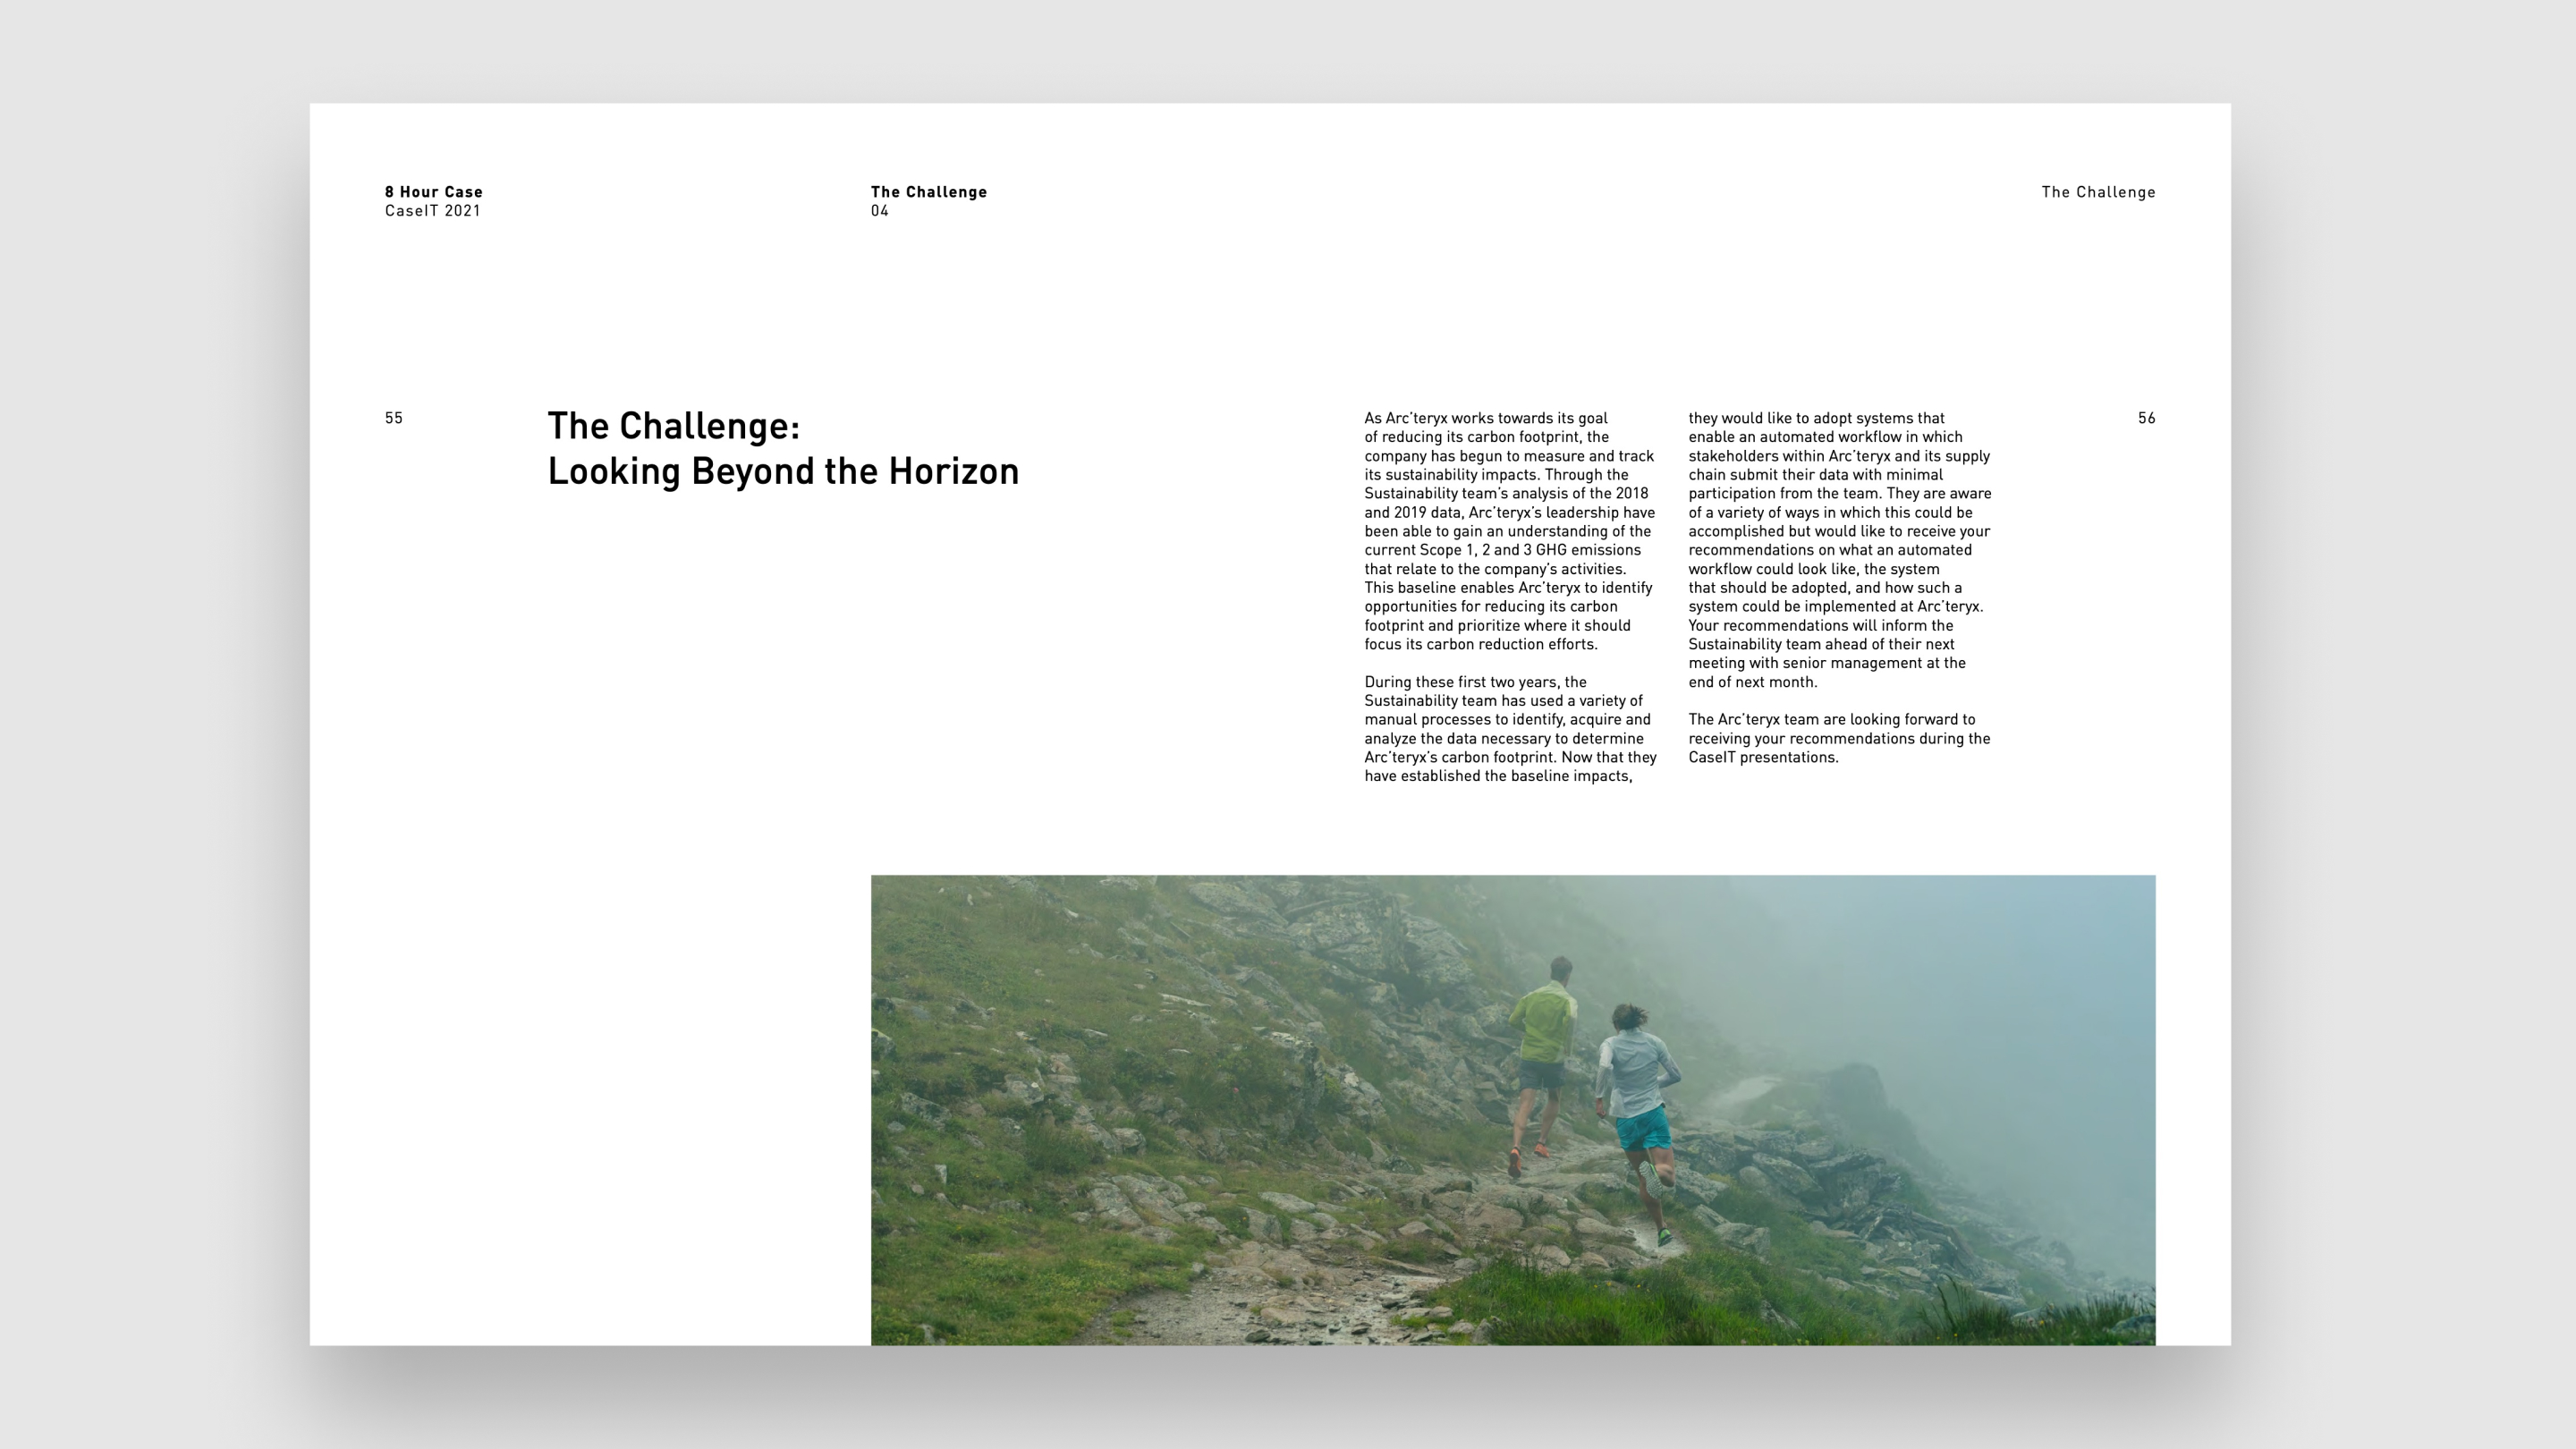 8 Hour Case
CaseIT 2021
The Challenge
04
The Challenge
55
The Challenge:
Looking Beyond the Horizon
As Arc’teryx works towards its goal
of reducing its carbon footprint, the
company has begun to measure and track
its sustainability impacts. Through the
Sustainability team’s analysis of the 2018
and 2019 data, Arc’teryx’s leadership have
been able to gain an understanding of the
current Scope 1, 2 and 3 GHG emissions
that relate to the company’s activities.
This baseline enables Arc’teryx to identify
opportunities for reducing its carbon
footprint and prioritize where it should
focus its carbon reduction efforts.
During these first two years, the
Sustainability team has used a variety of
manual processes to identify, acquire and
analyze the data necessary to determine
Arc’teryx’s carbon footprint. Now that they
have established the baseline impacts,
they would like to adopt systems that
enable an automated workflow in which
stakeholders within Arc’teryx and its supply
chain submit their data with minimal
participation from the team. They are aware
of a variety of ways in which this could be
accomplished but would like to receive your
recommendations on what an automated
workflow could look like, the system
that should be adopted, and how such a
system could be implemented at Arc’teryx.
Your recommendations will inform the
Sustainability team ahead of their next
meeting with senior management at the
end of next month.
The Arc’teryx team are looking forward to
receiving your recommendations during the
CaseIT presentations.
56